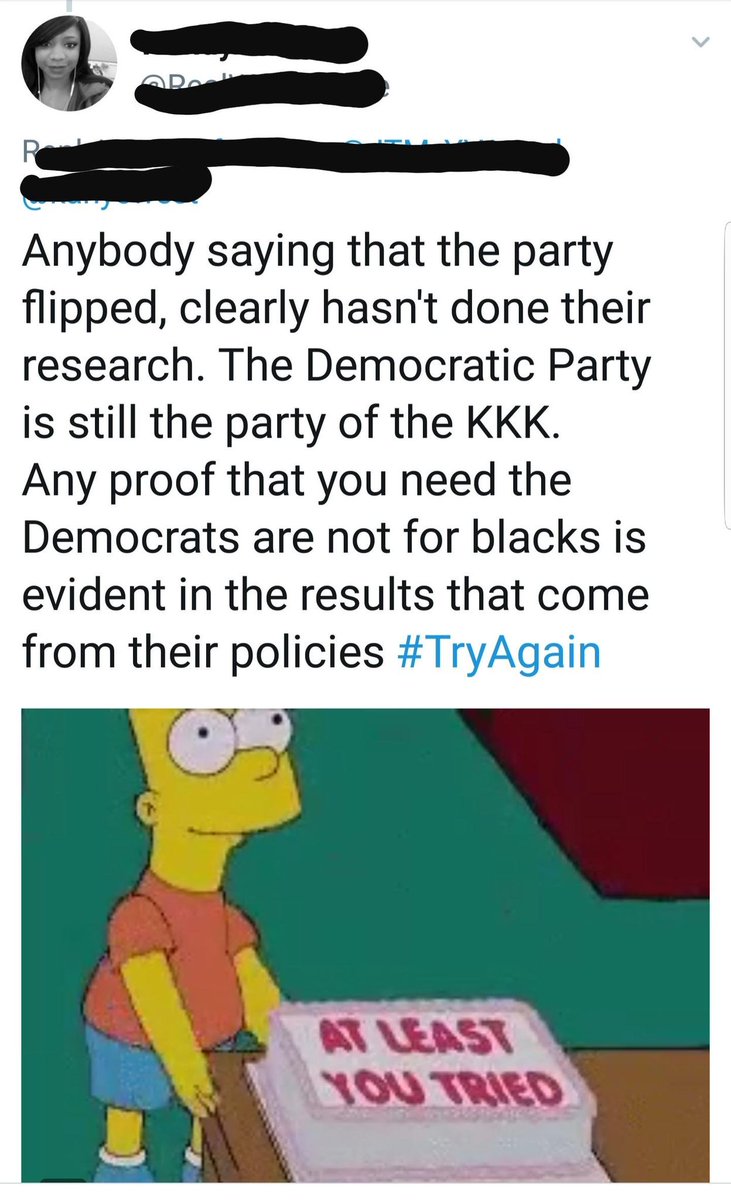 Anybody saying that the party
flipped, clearly hasn't done their
research. The Democratic Party
is still the party of the KKK.
Any proof that you need the
Democrats are not for blacks is
evident in the results that come
from their policies #TryAgain
AT LEAST
YOU TRIED